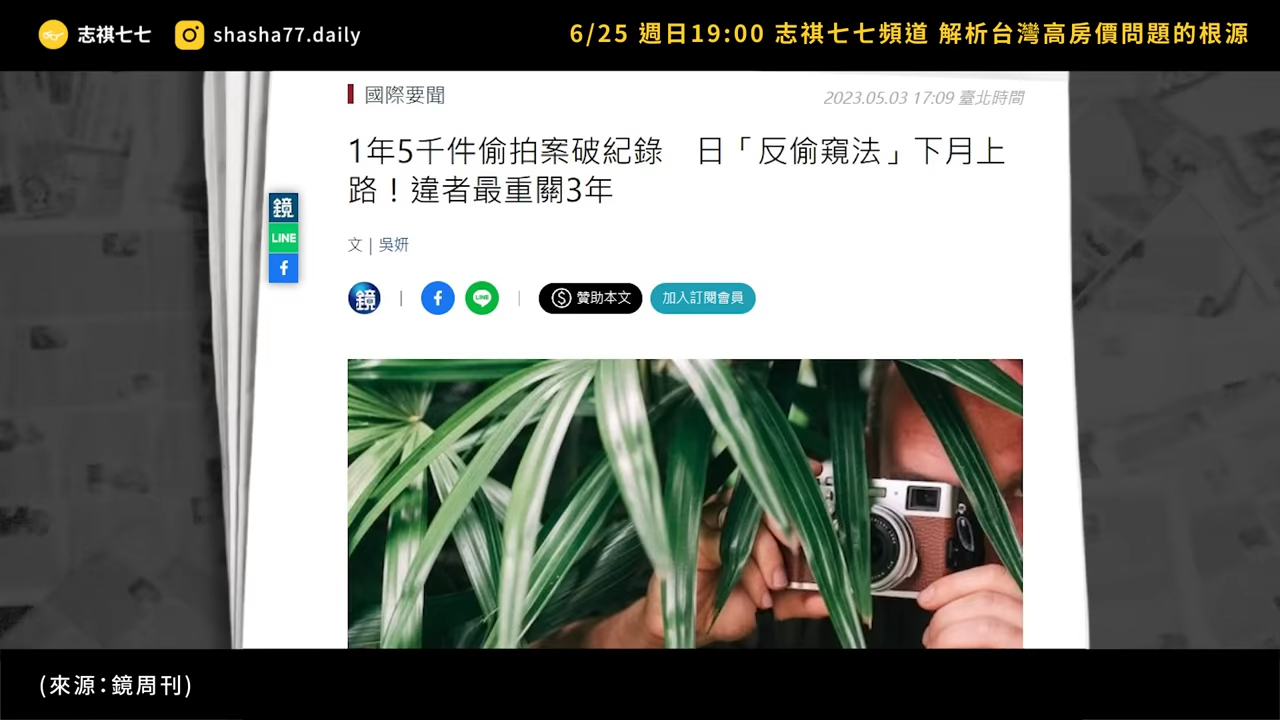 志祺七七 shasha77.daily 6/25 週日19:00 志祺七七頻道 解析台灣高房價問題的根源
國際要聞 2023.05.03 17:09 臺北時間
1年5千件偷拍案破紀錄 日「反偷窺法」下月上
路！違者最重關3年
鏡
LINE
文｜吳妍
鏡 LINE 贊助本文 加入訂閱會員
(來源:鏡周刊)